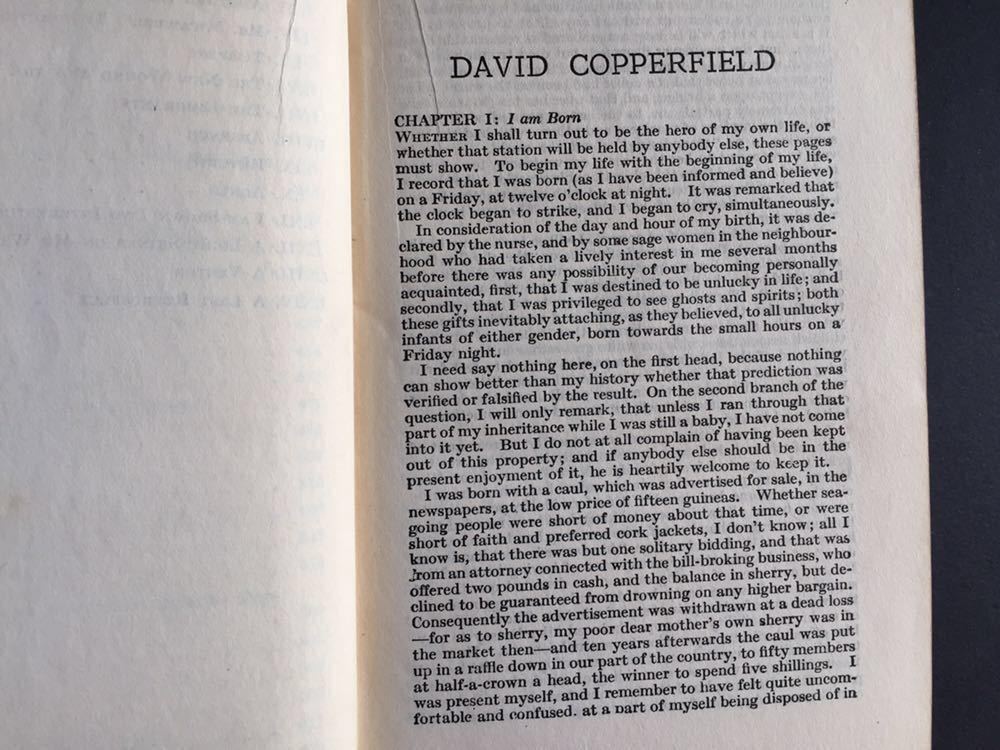 DAVID COPPERFIELD
CHAPTER I: I am Born
WHETHER I shall turn out to be the hero of my own life, or
whether that station will be held by anybody else, these pages
must show. To begin my life with the beginning of my life,
I record that I was born (as I have been informed and believe)
on a Friday, at twelve o'clock at night. It was remarked that
the clock began to strike, and I began to cry, simultaneously.
In consideration of the day and hour of my birth, it was de-
clared by the nurse, and by some sage women in the neighbour-
hood who had taken a lively interest in me several months
before there was any possibility of our becoming personally
acquainted, first, that I was destined to be unlucky in life; and
secondly, that I was privileged to see ghosts and spirits; both
these gifts inevitably attaching, as they believed, to all unlucky
infants of either gender, born towards the small hours on a
Friday night.
I need say nothing here, on the first head, because nothing
can show better than my history whether that prediction was
verified or falsified by the result. On the second branch of the
question, I will only remark, that unless I ran through that
part of my inheritance while I was still a baby, I have not come
into it yet. But I do not at all complain of having been kept
out of this property; and if anybody else should be in the
present enjoyment of it, he is heartily welcome to keep it.
I was born with a caul, which was advertised for sale, in the
newspapers, at the low price of fifteen guineas. Whether sea-
going people were short of money about that time, or were
short of faith and preferred cork jackets, I don't know; all I
know is, that there was but one solitary bidding, and that was
from an attorney connected with the bill-broking business, who
offered two pounds in cash, and the balance in sherry, but de-
clined to be guaranteed from drowning on any higher bargain.
Consequently the advertisement was withdrawn at a dead loss
—for as to sherry, my poor dear mother's own sherry was in
the market then—and ten years afterwards the caul was put
up in a raffle down in our part of the country, to fifty members
at half-a-crown a head, the winner to spend five shillings. I
was present myself, and I remember to have felt quite uncom-
fortable and confused, at a part of myself being disposed of in